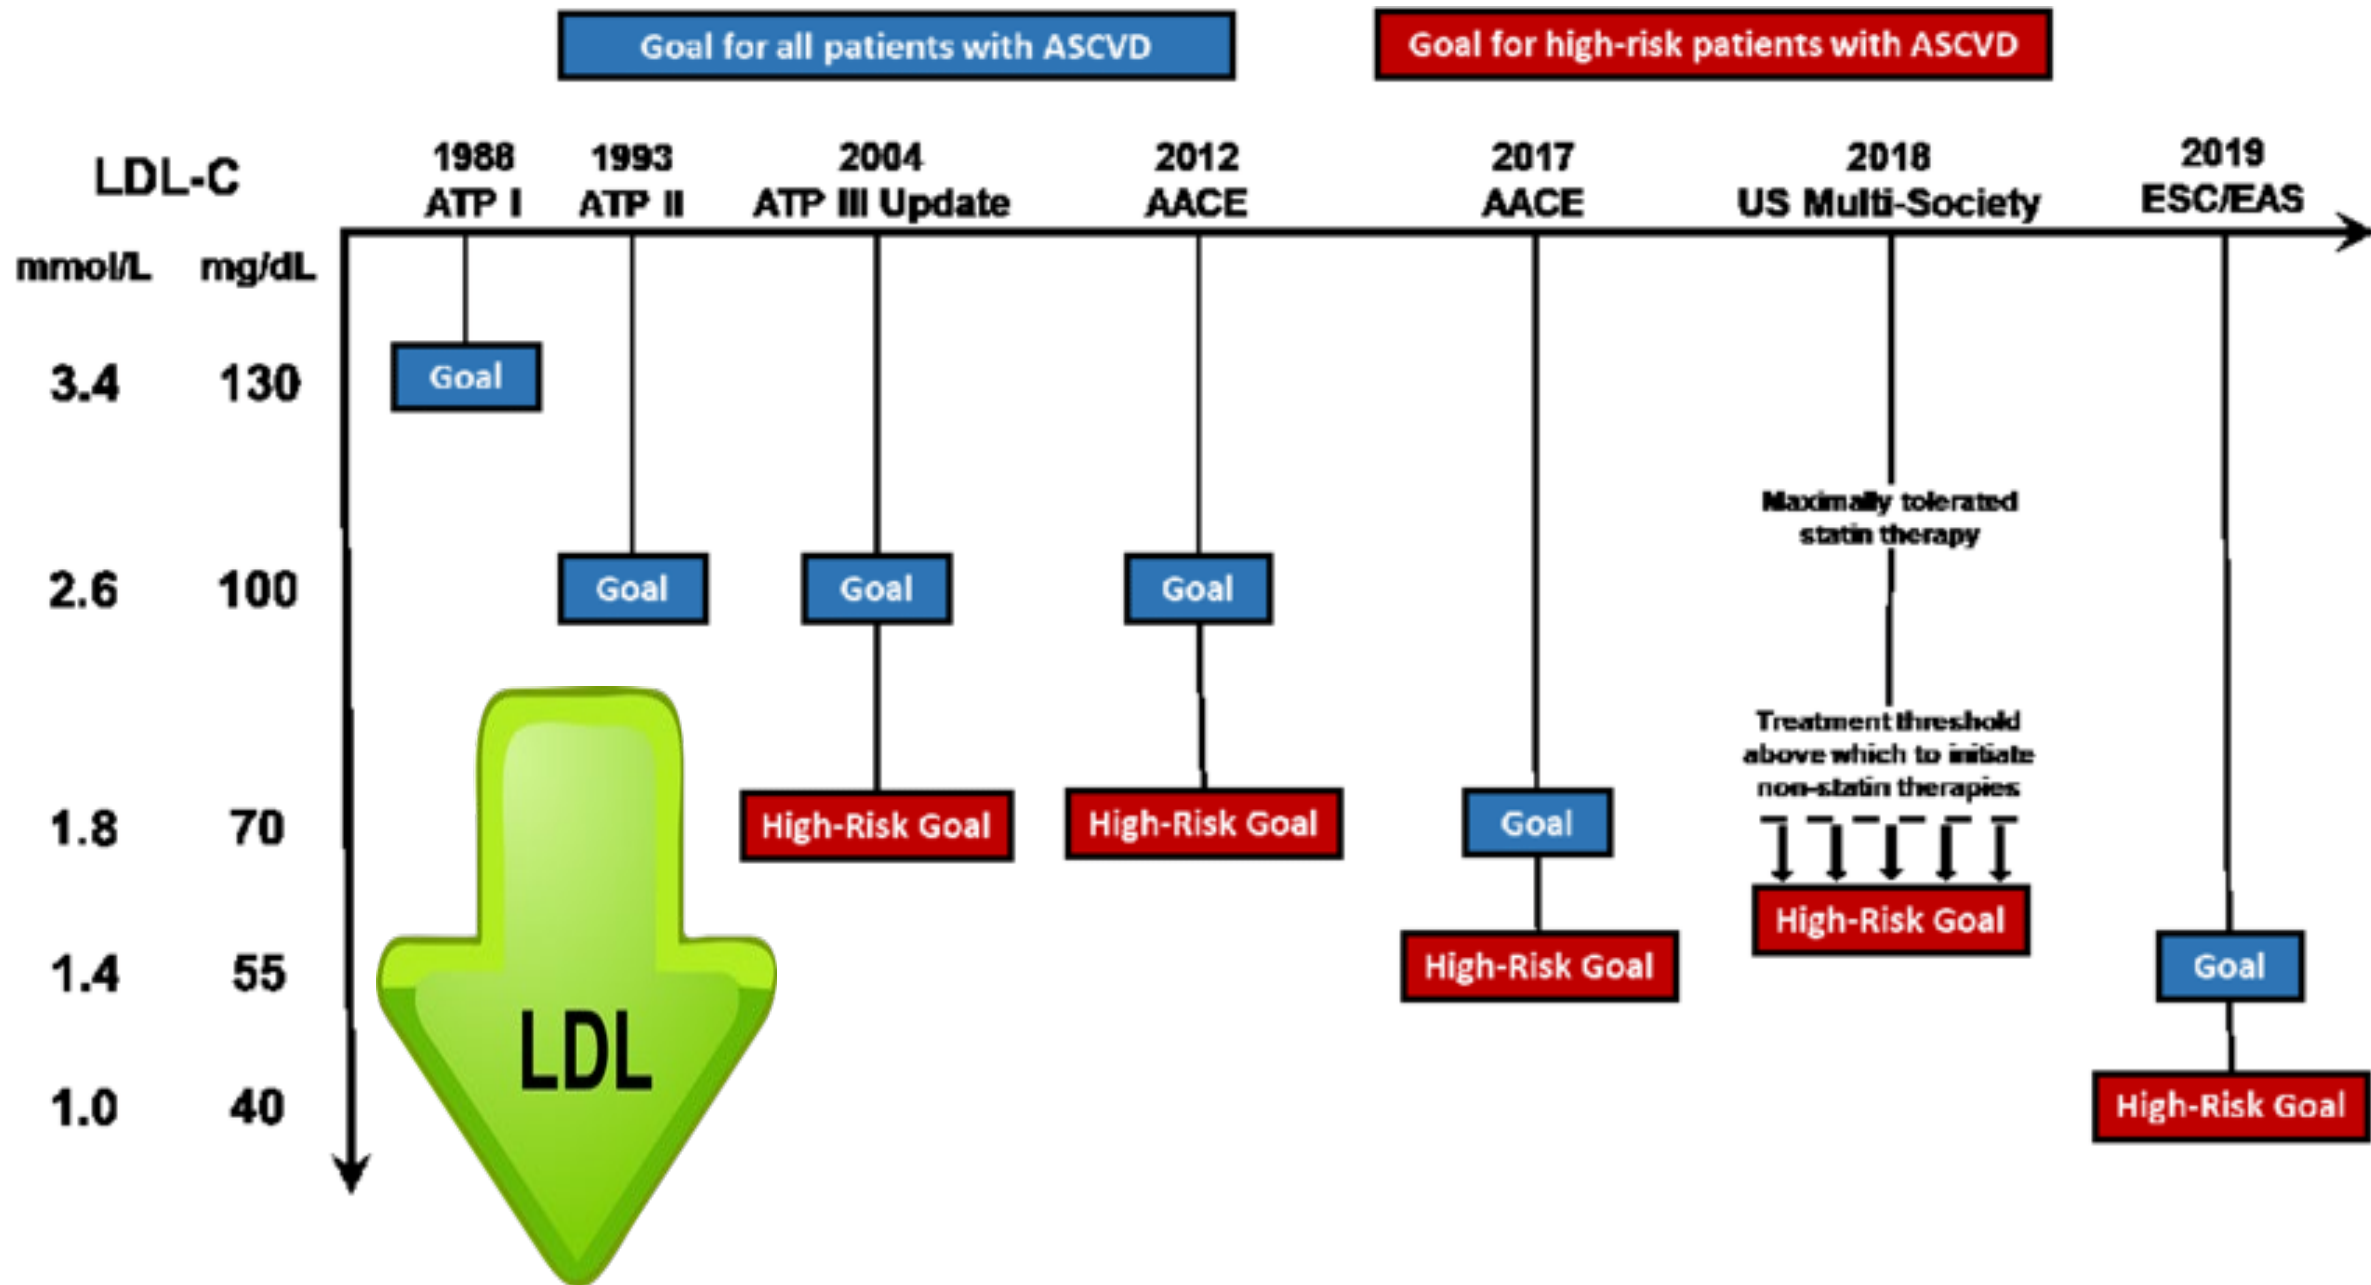 Goal for all patients with ASCVD
Goal for high-risk patients with ASCVD
LDL-C
mmol/L mg/dL
1988
ATP I
1993
ATP II
2004
ATP III Update
2012
AACE
2017
AACE
2018
US Multi-Society
2019
ESC/EAS
3.4 130
Goal
Maximally tolerated
statin therapy
2.6 100
Goal
Goal
Goal
Treatment threshold
above which to initiate
non-statin therapies
1.8 70
High-Risk Goal
High-Risk Goal
Goal
High-Risk Goal
1.4 55
High-Risk Goal
Goal
LDL
1.0 40
High-Risk Goal